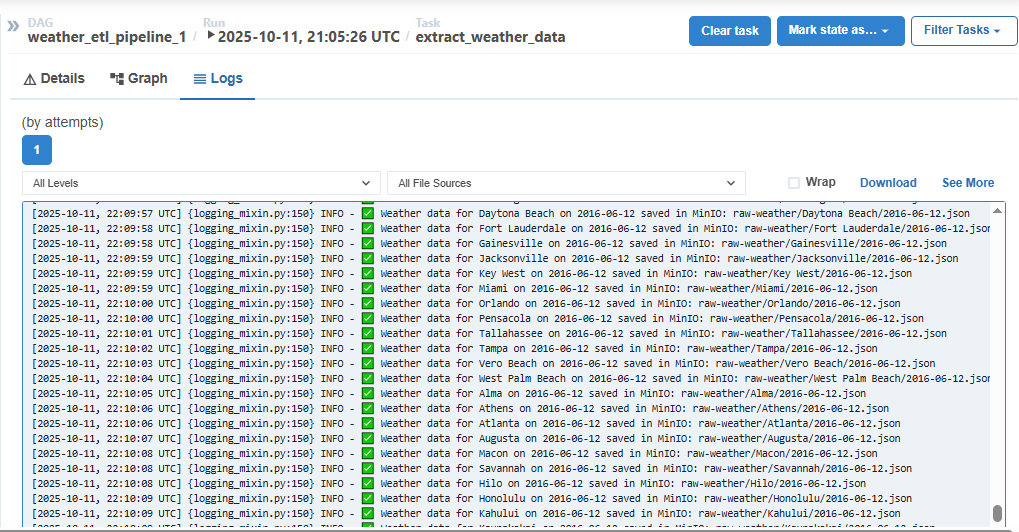 DAG Run Task
weather_etl_pipeline_1 / 2025-10-11, 21:05:26 UTC / extract_weather_data
Clear task Mark state as… Filter Tasks
Details Graph Logs
(by attempts)
1
All Levels All File Sources Wrap Download See More
[2025-10-11, 22:09:57 UTC] {logging_mixin.py:150} INFO - ✅ Weather data for Daytona Beach on 2016-06-12 saved in MinIO: raw-weather/Daytona Beach/2016-06-12.json
[2025-10-11, 22:09:58 UTC] {logging_mixin.py:150} INFO - ✅ Weather data for Fort Lauderdale on 2016-06-12 saved in MinIO: raw-weather/Fort Lauderdale/2016-06-12.json
[2025-10-11, 22:09:58 UTC] {logging_mixin.py:150} INFO - ✅ Weather data for Gainesville on 2016-06-12 saved in MinIO: raw-weather/Gainesville/2016-06-12.json
[2025-10-11, 22:09:59 UTC] {logging_mixin.py:150} INFO - ✅ Weather data for Jacksonville on 2016-06-12 saved in MinIO: raw-weather/Jacksonville/2016-06-12.json
[2025-10-11, 22:09:59 UTC] {logging_mixin.py:150} INFO - ✅ Weather data for Key West on 2016-06-12 saved in MinIO: raw-weather/Key West/2016-06-12.json
[2025-10-11, 22:09:59 UTC] {logging_mixin.py:150} INFO - ✅ Weather data for Miami on 2016-06-12 saved in MinIO: raw-weather/Miami/2016-06-12.json
[2025-10-11, 22:10:00 UTC] {logging_mixin.py:150} INFO - ✅ Weather data for Orlando on 2016-06-12 saved in MinIO: raw-weather/Orlando/2016-06-12.json
[2025-10-11, 22:10:00 UTC] {logging_mixin.py:150} INFO - ✅ Weather data for Pensacola on 2016-06-12 saved in MinIO: raw-weather/Pensacola/2016-06-12.json
[2025-10-11, 22:10:01 UTC] {logging_mixin.py:150} INFO - ✅ Weather data for Tallahassee on 2016-06-12 saved in MinIO: raw-weather/Tallahassee/2016-06-12.json
[2025-10-11, 22:10:02 UTC] {logging_mixin.py:150} INFO - ✅ Weather data for Tampa on 2016-06-12 saved in MinIO: raw-weather/Tampa/2016-06-12.json
[2025-10-11, 22:10:03 UTC] {logging_mixin.py:150} INFO - ✅ Weather data for Vero Beach on 2016-06-12 saved in MinIO: raw-weather/Vero Beach/2016-06-12.json
[2025-10-11, 22:10:04 UTC] {logging_mixin.py:150} INFO - ✅ Weather data for West Palm Beach on 2016-06-12 saved in MinIO: raw-weather/West Palm Beach/2016-06-12.json
[2025-10-11, 22:10:05 UTC] {logging_mixin.py:150} INFO - ✅ Weather data for Alma on 2016-06-12 saved in MinIO: raw-weather/Alma/2016-06-12.json
[2025-10-11, 22:10:06 UTC] {logging_mixin.py:150} INFO - ✅ Weather data for Athens on 2016-06-12 saved in MinIO: raw-weather/Athens/2016-06-12.json
[2025-10-11, 22:10:06 UTC] {logging_mixin.py:150} INFO - ✅ Weather data for Atlanta on 2016-06-12 saved in MinIO: raw-weather/Atlanta/2016-06-12.json
[2025-10-11, 22:10:07 UTC] {logging_mixin.py:150} INFO - ✅ Weather data for Augusta on 2016-06-12 saved in MinIO: raw-weather/Augusta/2016-06-12.json
[2025-10-11, 22:10:08 UTC] {logging_mixin.py:150} INFO - ✅ Weather data for Macon on 2016-06-12 saved in MinIO: raw-weather/Macon/2016-06-12.json
[2025-10-11, 22:10:08 UTC] {logging_mixin.py:150} INFO - ✅ Weather data for Savannah on 2016-06-12 saved in MinIO: raw-weather/Savannah/2016-06-12.json
[2025-10-11, 22:10:08 UTC] {logging_mixin.py:150} INFO - ✅ Weather data for Hilo on 2016-06-12 saved in MinIO: raw-weather/Hilo/2016-06-12.json
[2025-10-11, 22:10:09 UTC] {logging_mixin.py:150} INFO - ✅ Weather data for Honolulu on 2016-06-12 saved in MinIO: raw-weather/Honolulu/2016-06-12.json
[2025-10-11, 22:10:09 UTC] {logging_mixin.py:150} INFO - ✅ Weather data for Kahului on 2016-06-12 saved in MinIO: raw-weather/Kahului/2016-06-12.json